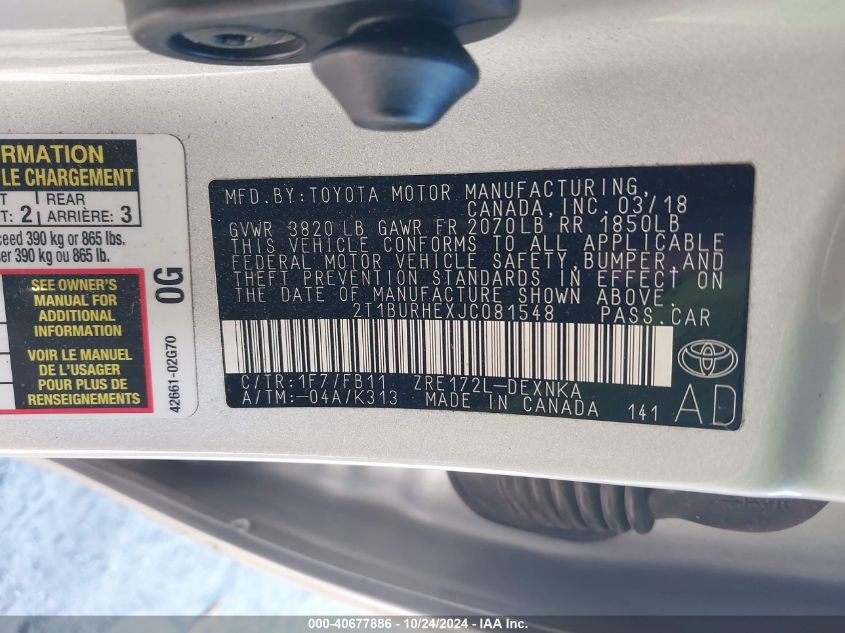 RMATION
LE CHARGEMENT
REAR
: 2 ARRIÈRE: 3
ceed 390 kg or 865 lbs.
ser 390 kg ou 865 lb.
SEE OWNER'S
MANUAL FOR
ADDITIONAL
INFORMATION
VOIR LE MANUEL
DE L'USAGER
POUR PLUS DE
RENSEIGNEMENTS
0G
42661-02G70
MFD.BY:TOYOTA MOTOR MANUFACTURING,
CANADA,INC. 03/18
GVWR 3820 LB GAWR FR 2070LB RR 1850LB
THIS VEHICLE CONFORMS TO ALL APPLICABLE
FEDERAL MOTOR VEHICLE SAFETY, BUMPER, AND
THEFT PREVENTION STANDARDS IN EFFECT ON
THE DATE OF MANUFACTURE SHOWN ABOVE.
2T1BURHEXJC081548 PASS.CAR
C/TR:1F7/FB11 ZRE172L-DEXNKA
A/TM:-04A/K313 MADE IN CANADA 141
AD
000-40677886 - 10/24/2024 - IAA Inc.